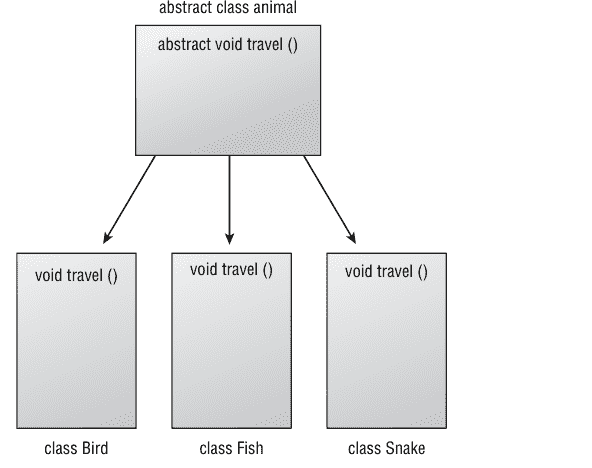 abstract class animal
abstract void travel ()
void travel ()
void travel ()
void travel ()
class Bird
class Fish
class Snake